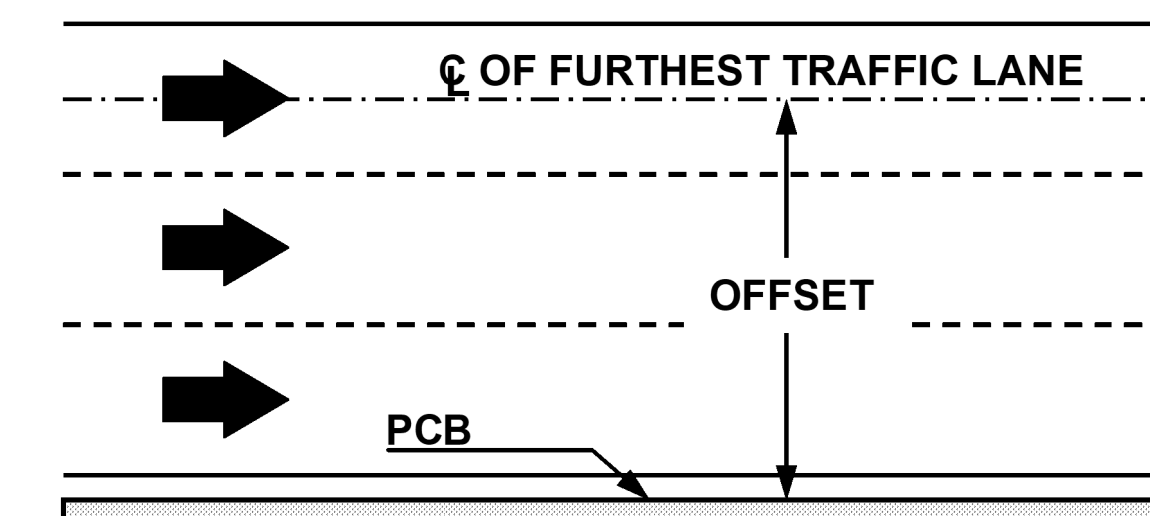 ℄ OF FURTHEST TRAFFIC LANE
OFFSET
PCB